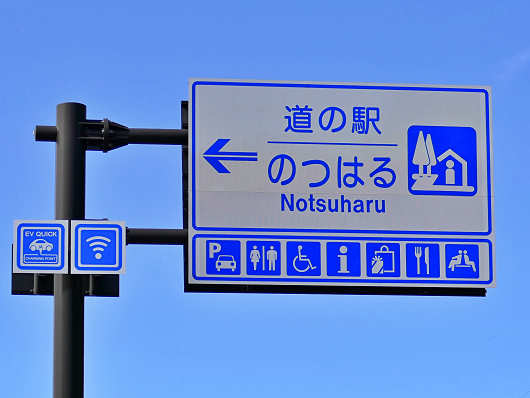 道の駅
のつはる
Notsuharu
P
i
EV QUICK
CHARGING POINT